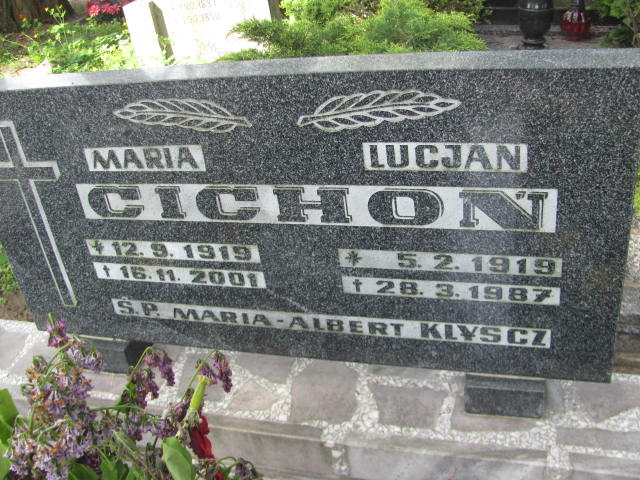 MARIA LUCJAN
CICHOŃ
* 12. 9. 1919 * 5. 2. 1919
† 16. 11. 2001 † 28. 3. 1987
Ś.P. MARIA - ALBERT KLYSCZ